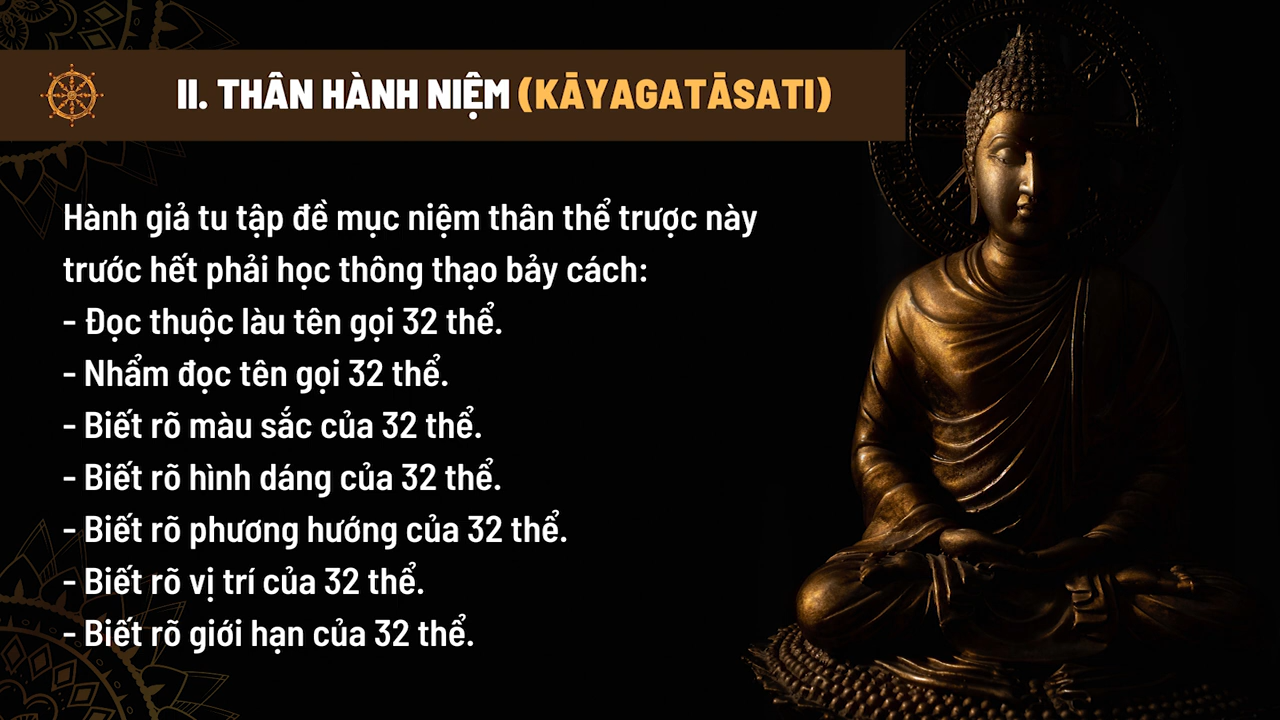 II. THÂN HÀNH NIỆM (KĀYAGATĀSATI)
Hành giả tu tập đề mục niệm thân thể trược này
trước hết phải học thông thạo bảy cách:
- Đọc thuộc làu tên gọi 32 thể.
- Nhẩm đọc tên gọi 32 thể.
- Biết rõ màu sắc của 32 thể.
- Biết rõ hình dáng của 32 thể.
- Biết rõ phương hướng của 32 thể.
- Biết rõ vị trí của 32 thể.
- Biết rõ giới hạn của 32 thể.